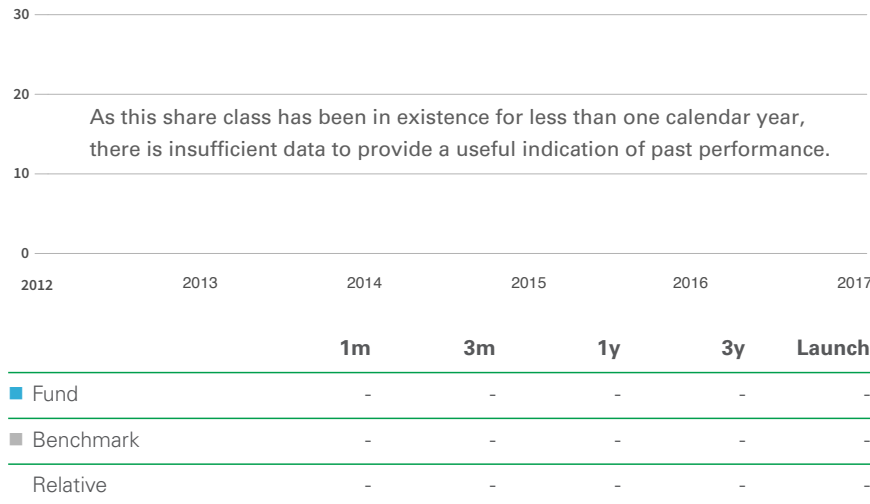 30
20
As this share class has been in existence for less than one calendar year,
there is insufficient data to provide a useful indication of past performance.
10
0
2012 2013 2014 2015 2016 2017
1m 3m 1y 3y Launch
Fund - - - - -
Benchmark - - - - -
Relative - - - - -